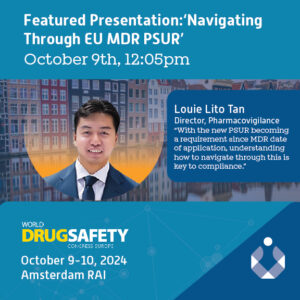 Featured Presentation:‘Navigating
Through EU MDR PSUR’
October 9th, 12:05pm
Louie Lito Tan
Director, Pharmacovigilance
“With the new PSUR becoming
a requirement since MDR date
of application, understanding
how to navigate through this is
key to compliance.”
WORLD
DRUGSAFETY
CONGRESS EUROPE
October 9-10, 2024
Amsterdam RAI